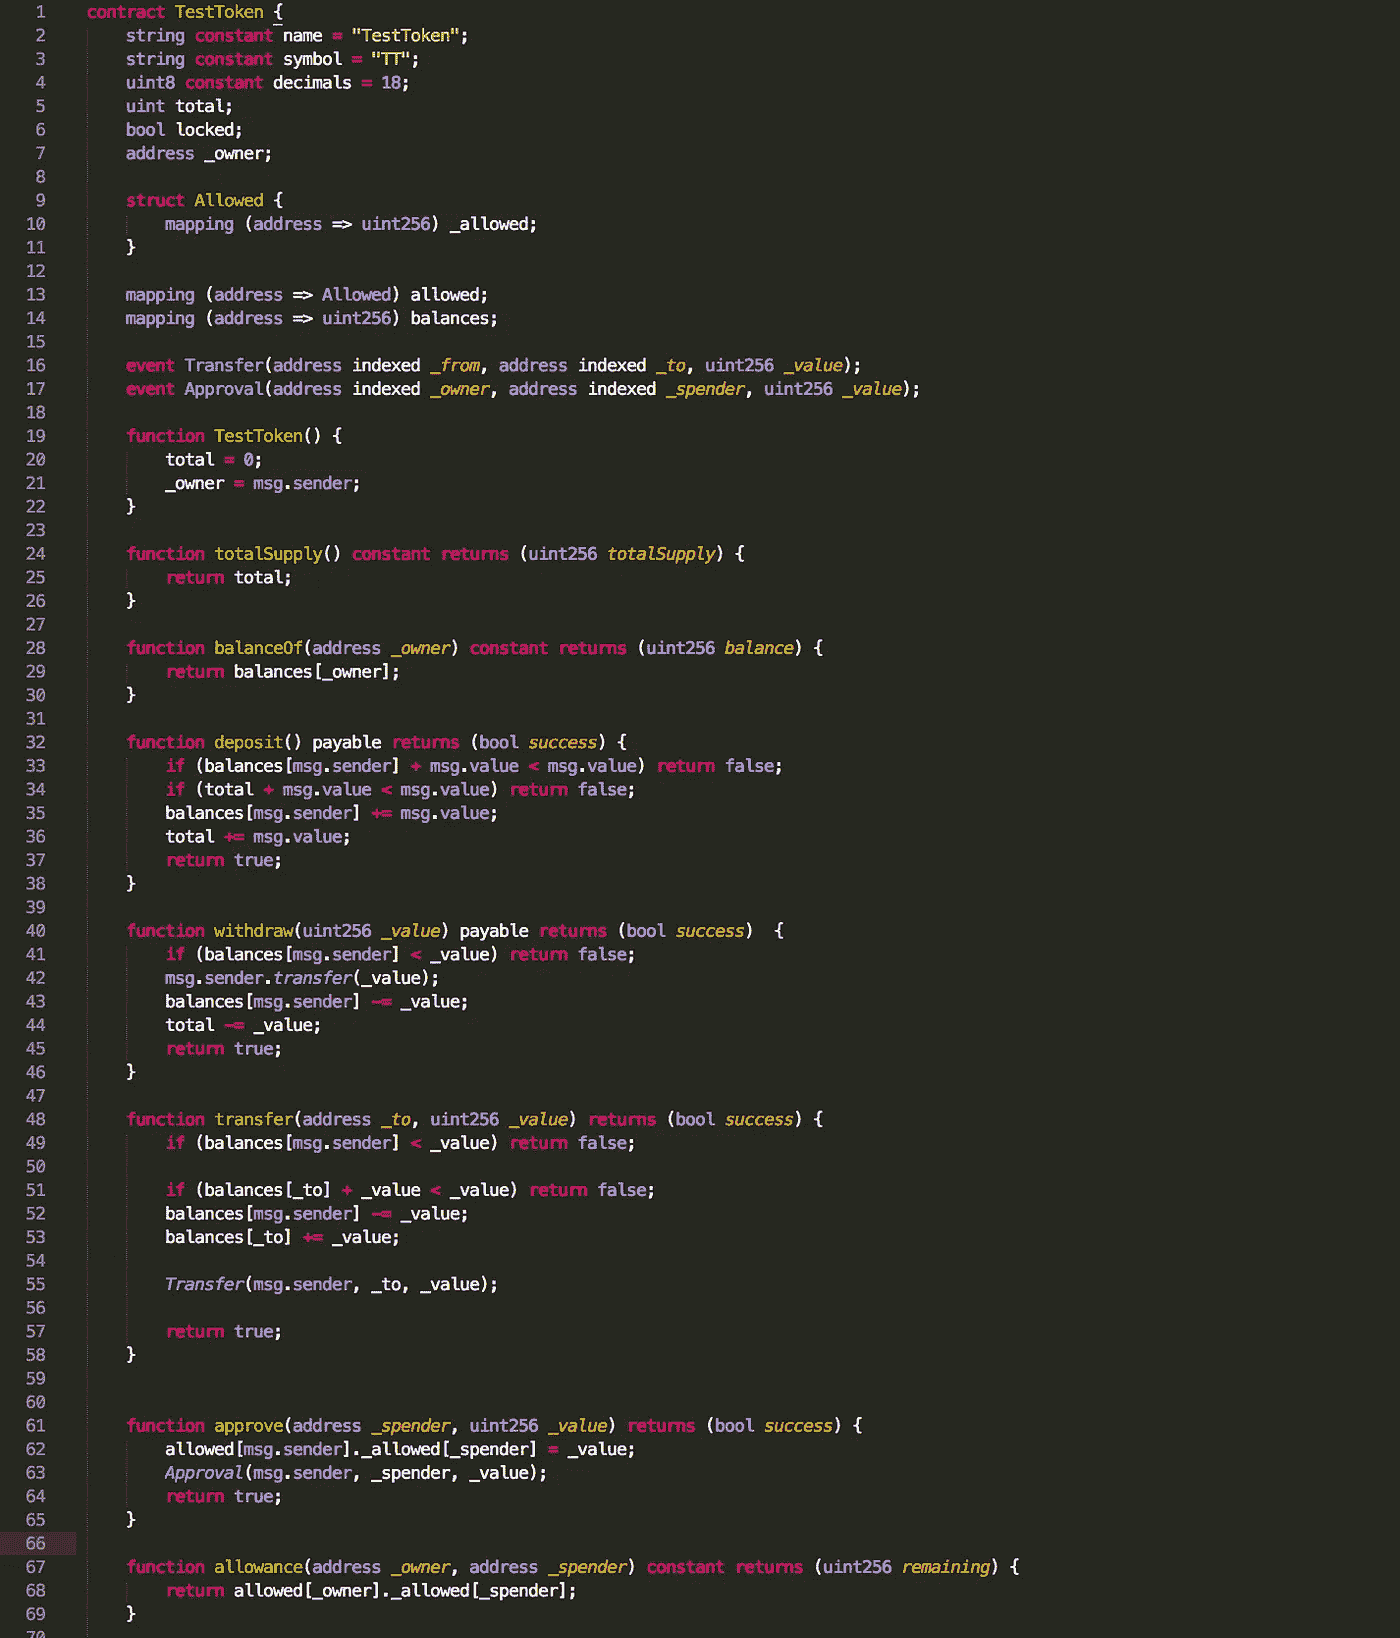 1 contract TestToken {
2 string constant name = "TestToken";
3 string constant symbol = "TT";
4 uint8 constant decimals = 18;
5 uint total;
6 bool locked;
7 address _owner;
8
9 struct Allowed {
10 mapping (address => uint256) _allowed;
11 }
12
13 mapping (address => Allowed) allowed;
14 mapping (address => uint256) balances;
15
16 event Transfer(address indexed _from, address indexed _to, uint256 _value);
17 event Approval(address indexed _owner, address indexed _spender, uint256 _value);
18
19 function TestToken() {
20 total = 0;
21 _owner = msg.sender;
22 }
23
24 function totalSupply() constant returns (uint256 totalSupply) {
25 return total;
26 }
27
28 function balanceOf(address _owner) constant returns (uint256 balance) {
29 return balances[_owner];
30 }
31
32 function deposit() payable returns (bool success) {
33 if (balances[msg.sender] + msg.value < msg.value) return false;
34 if (total + msg.value < msg.value) return false;
35 balances[msg.sender] += msg.value;
36 total += msg.value;
37 return true;
38 }
39
40 function withdraw(uint256 _value) payable returns (bool success)  {
41 if (balances[msg.sender] < _value) return false;
42 msg.sender.transfer(_value);
43 balances[msg.sender] -= _value;
44 total -= _value;
45 return true;
46 }
47
48 function transfer(address _to, uint256 _value) returns (bool success) {
49 if (balances[msg.sender] < _value) return false;
50
51 if (balances[_to] + _value < _value) return false;
52 balances[msg.sender] -= _value;
53 balances[_to] += _value;
54
55 Transfer(msg.sender, _to, _value);
56
57 return true;
58 }
59
60
61 function approve(address _spender, uint256 _value) returns (bool success) {
62 allowed[msg.sender]._allowed[_spender] = _value;
63 Approval(msg.sender, _spender, _value);
64 return true;
65 }
66
67 function allowance(address _owner, address _spender) constant returns (uint256 remaining) {
68 return allowed[_owner]._allowed[_spender];
69 }
70